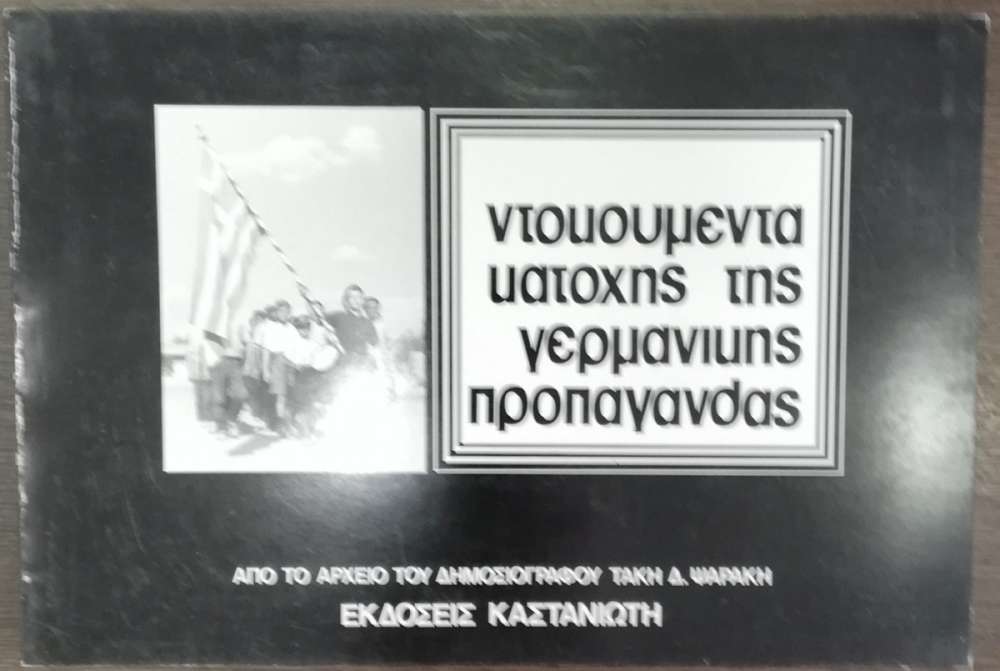 ντοκουμεντα
κατοχης της
γερμανικης
προπαγανδας
ΑΠΟ ΤΟ ΑΡΧΕΙΟ ΤΟΥ ΔΗΜΟΣΙΟΓΡΑΦΟΥ ΤΑΚΗ Δ. ΨΑΡΑΚΗ
ΕΚΔΟΣΕΙΣ ΚΑΣΤΑΝΙΩΤΗ